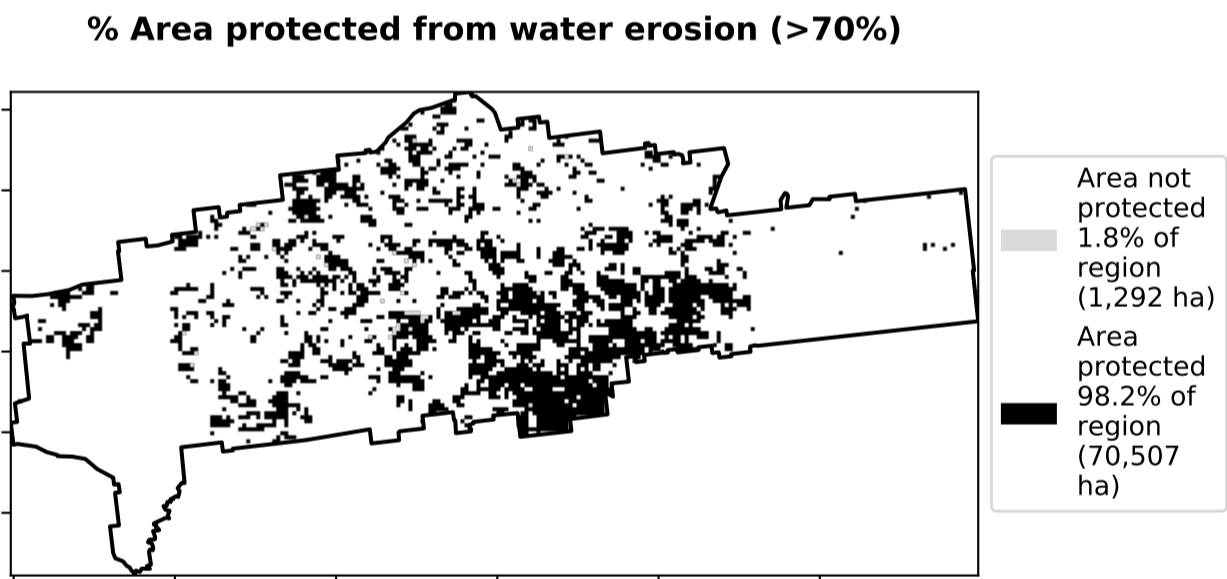 % Area protected from water erosion (>70%)
Area not
protected
1.8% of
region
(1,292 ha)
Area
protected
98.2% of
region
(70,507
ha)